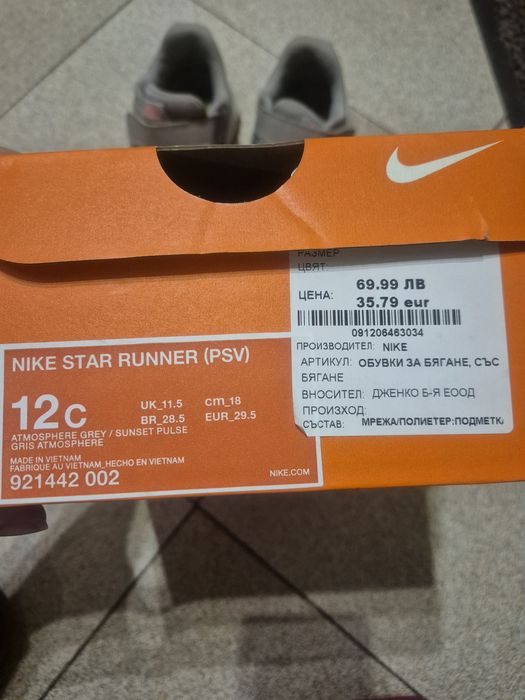 РАЗМЕР
ЦВЯТ
ЦЕНА: 69.99 ЛВ
35.79 eur
091206463034
ПРОИЗВОДИТЕЛ: NIKE
АРТИКУЛ: ОБУВКИ ЗА БЯГАНЕ, СЪС
БЯГАНЕ
ВНОСИТЕЛ: ДЖЕНКО Б-Я ЕООД
ПРОИЗХОД:
СЪСТАВ: МРЕЖА/ПОЛИЕТЕР:ПОДМЕТК
NIKE STAR RUNNER (PSV)
12C UK_11.5 cm_18
BR_28.5 EUR_29.5
ATMOSPHERE GREY / SUNSET PULSE
GRIS ATMOSPHERE
MADE IN VIETNAM
FABRIQUE AU VIETNAM_HECHO EN VIETNAM
921442 002
NIKE.COM